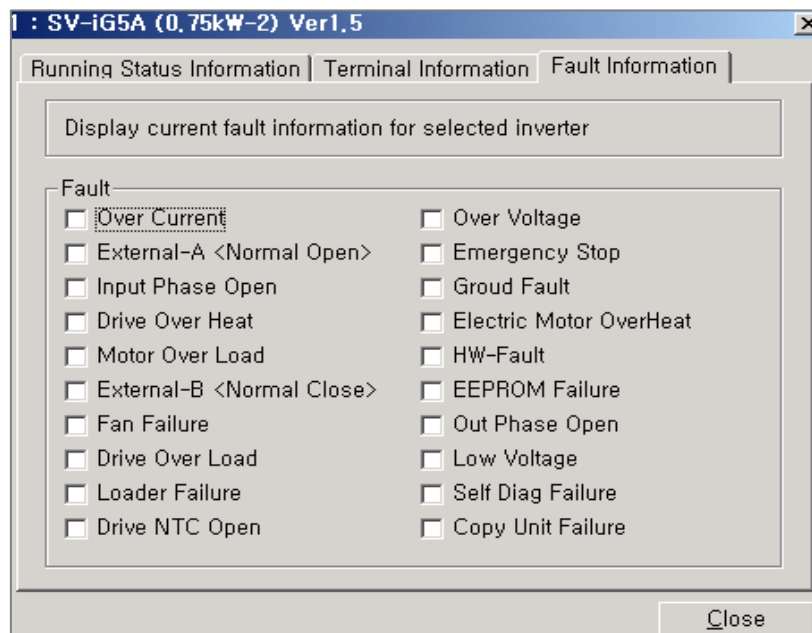 1 : SV-iG5A (0,75kW-2) Ver1,5
Running Status Information
Terminal Information
Fault Information
Display current fault information for selected inverter
Fault
Over Current
Over Voltage
External-A <Normal Open>
Emergency Stop
Input Phase Open
Groud Fault
Drive Over Heat
Electric Motor OverHeat
Motor Over Load
HW-Fault
External-B <Normal Close>
EEPROM Failure
Fan Failure
Out Phase Open
Drive Over Load
Low Voltage
Loader Failure
Self Diag Failure
Drive NTC Open
Copy Unit Failure
Close